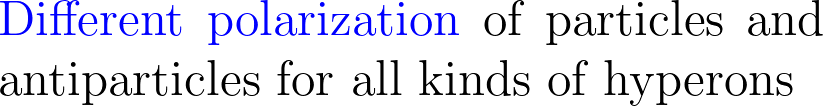 Different polarization of particles and
antiparticles for all kinds of hyperons